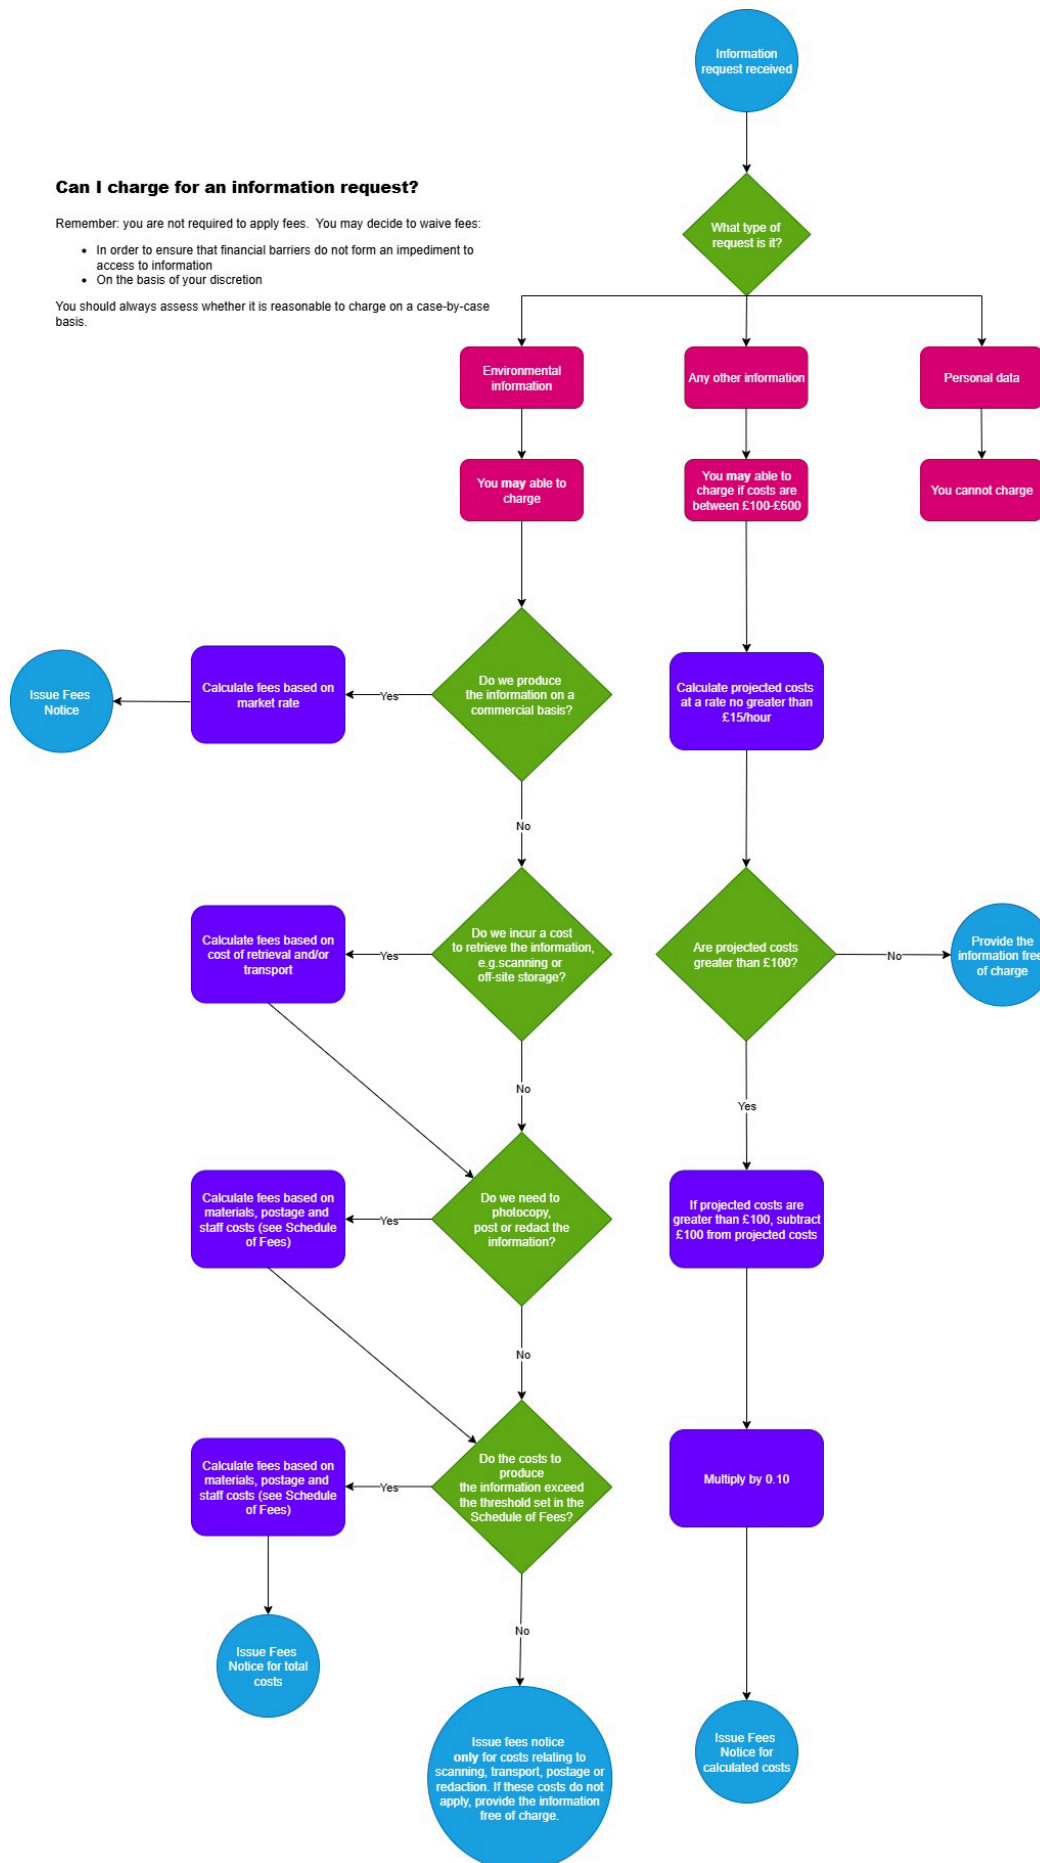 Information
request received
Can I charge for an information request?
Remember: you are not required to apply fees.  You may decide to waive fees:
• In order to ensure that financial barriers do not form an impediment to
access to information
• On the basis of your discretion
You should always assess whether it is reasonable to charge on a case-by-case
basis.
What type of
request is it?
Environmental
information
Any other information
Personal data
You may able to
charge
You may able to
charge if costs are
between £100-£600
You cannot charge
Issue Fees
Notice
Calculate fees based on
market rate
Yes
Do we produce
the information on a
commercial basis?
Calculate projected costs
at a rate no greater than
£15/hour
No
Calculate fees based on
cost of retrieval and/or
transport
Yes
Do we incur a cost
to retrieve the information,
e.g.scanning or
off-site storage?
Are projected costs
greater than £100?
No
Provide the
information free
of charge
No
Yes
Calculate fees based on
materials, postage and
staff costs (see Schedule
of Fees)
Yes
Do we need to
photocopy,
post or redact the
information?
If projected costs are
greater than £100, subtract
£100 from projected costs
No
Calculate fees based on
materials, postage and
staff costs (see Schedule
of Fees)
Yes
Do the costs to
produce
the information exceed
the threshold set in the
Schedule of Fees?
Multiply by 0.10
No
Issue Fees
Notice for total
costs
Issue fees notice
only for costs relating to
scanning, transport, postage or
redaction. If these costs do not
apply, provide the information
free of charge.
Issue Fees
Notice for
calculated costs